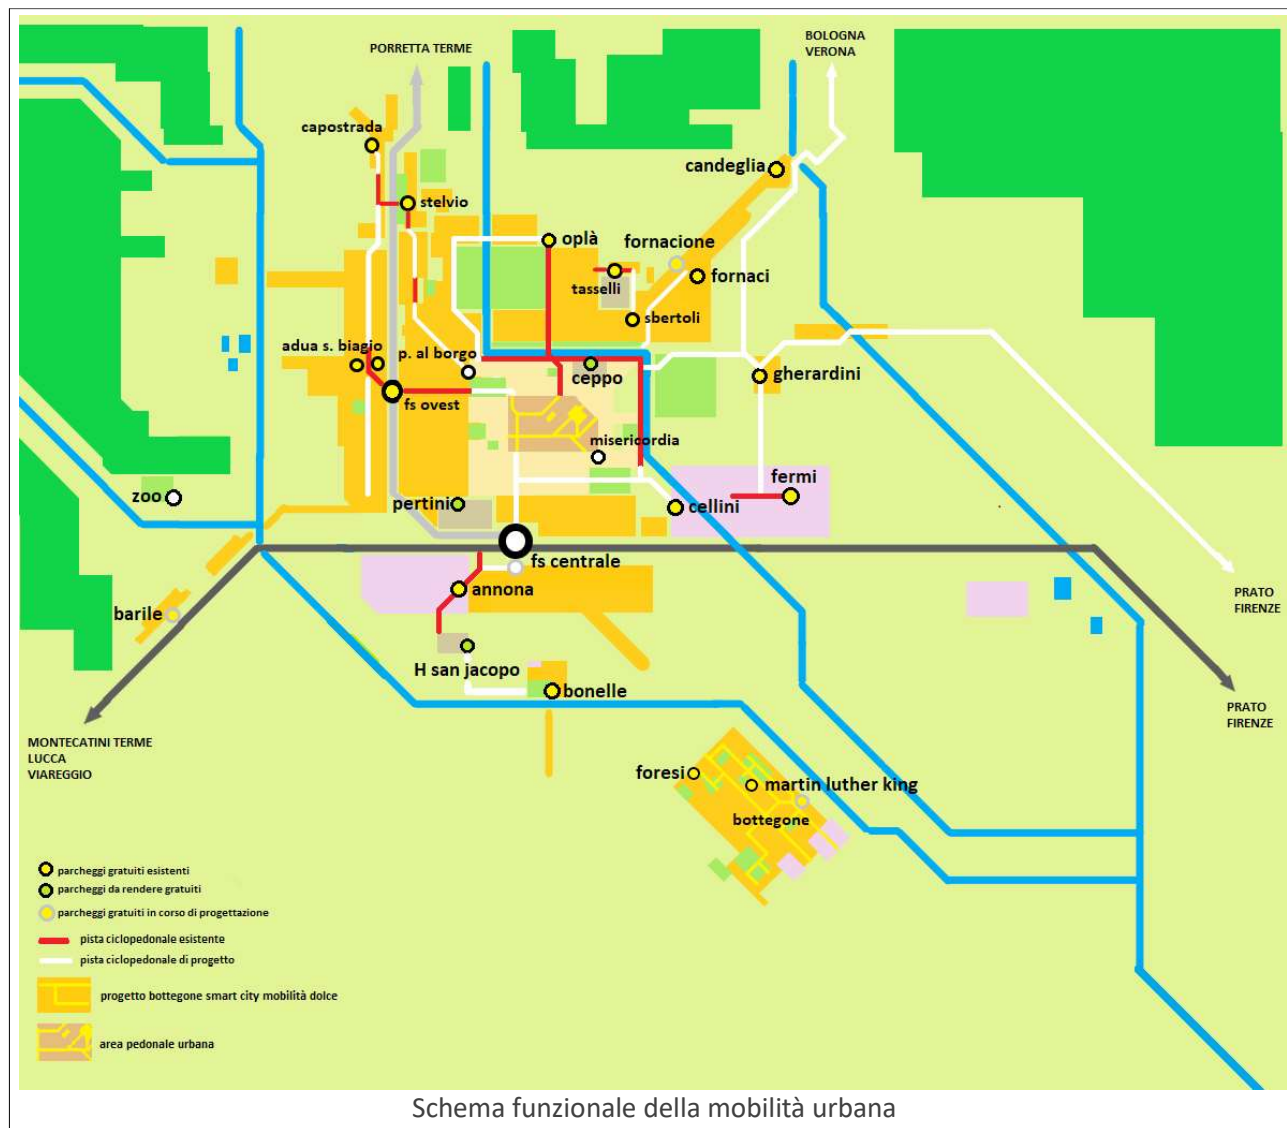 BOLOGNA
VERONA
PORRETTA TERME
capostrada
candeglia
stelvio
oplà
fornacione
fornaci
tasselli
sbertoli
adua s. biagio
p. al borgo
ceppo
gherardini
fs ovest
misericordia
fermi
zoo
pertini
cellini
fs centrale
annona
barile
PRATO
FIRENZE
H san jacopo
bonelle
PRATO
FIRENZE
MONTECATINI TERME
LUCCA
VIAREGGIO
foresi
martin luther king
bottegone
parcheggi gratuiti esistenti
parcheggi da rendere gratuiti
parcheggi gratuiti in corso di progettazione
pista ciclopedonale esistente
pista ciclopedonale di progetto
progetto bottegone smart city mobilità dolce
area pedonale urbana
Schema funzionale della mobilità urbana